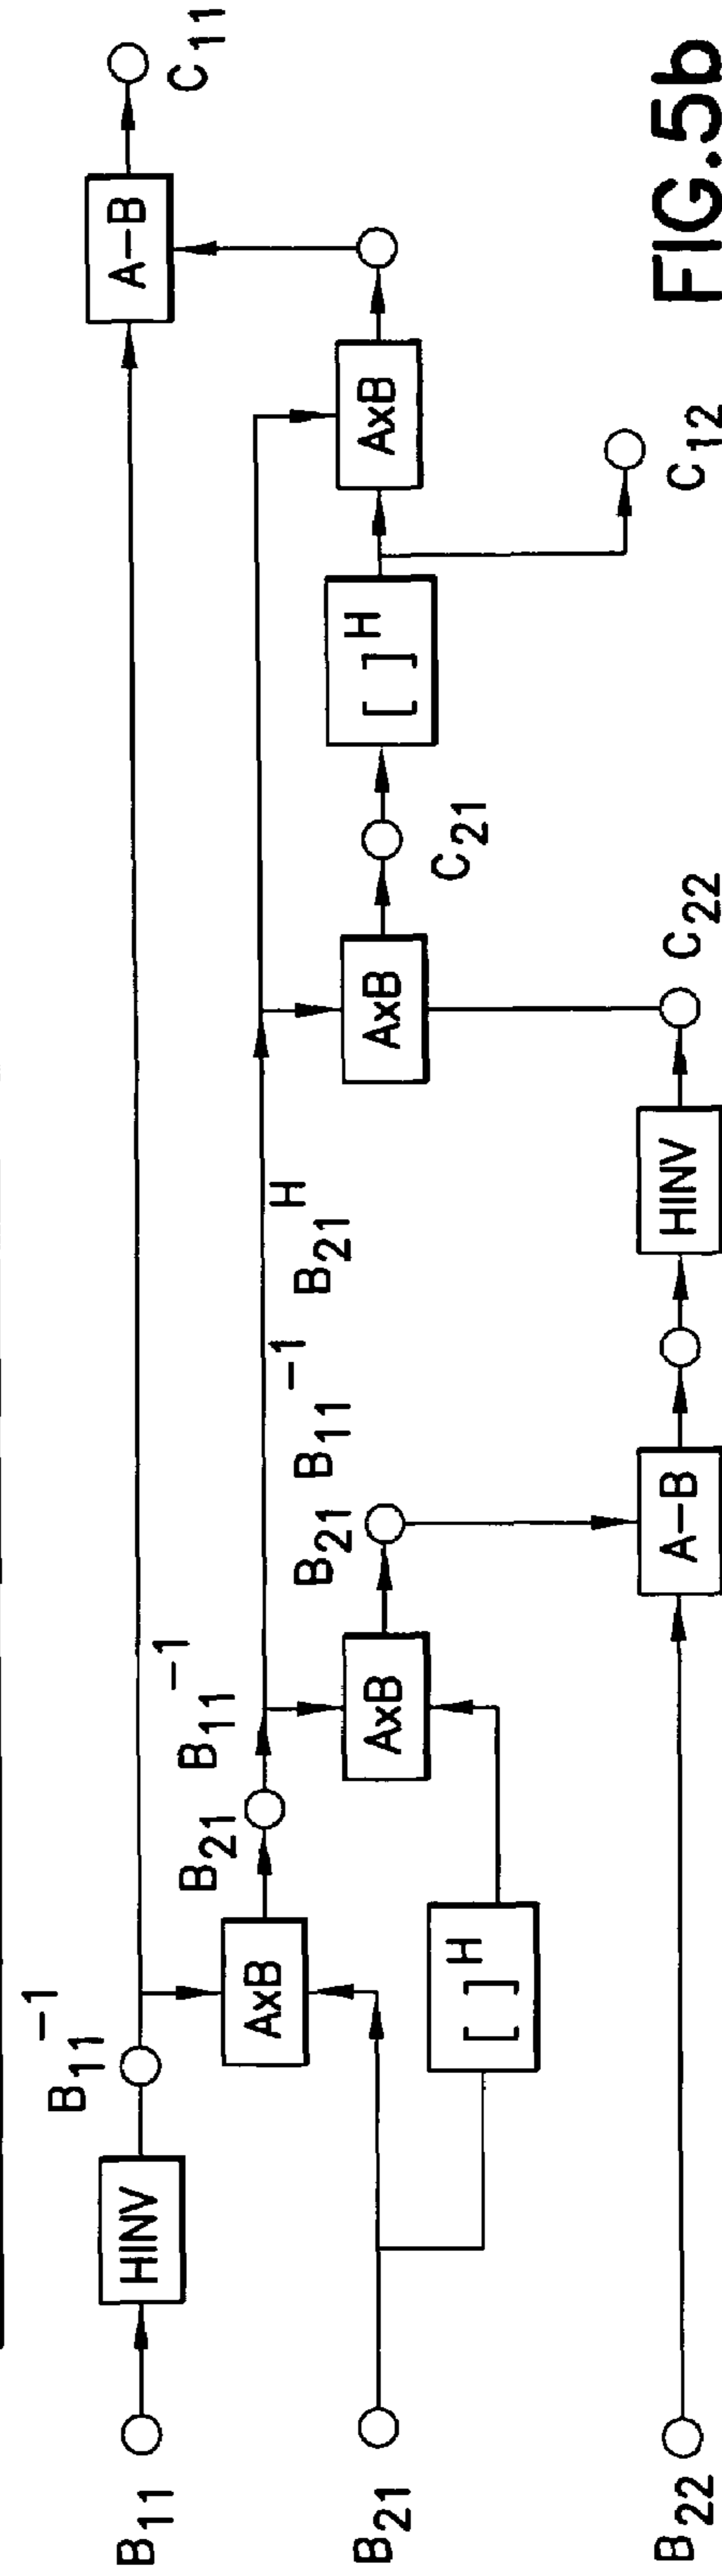 B11
HINV
B11^-1
A-B
C11
B21
AxB
B21 B11^-1
[ ]^H
AxB
B21 B11^-1 B21^H
AxB
C21
[ ]^H
AxB
C12
B22
A-B
HINV
C22
FIG.5b